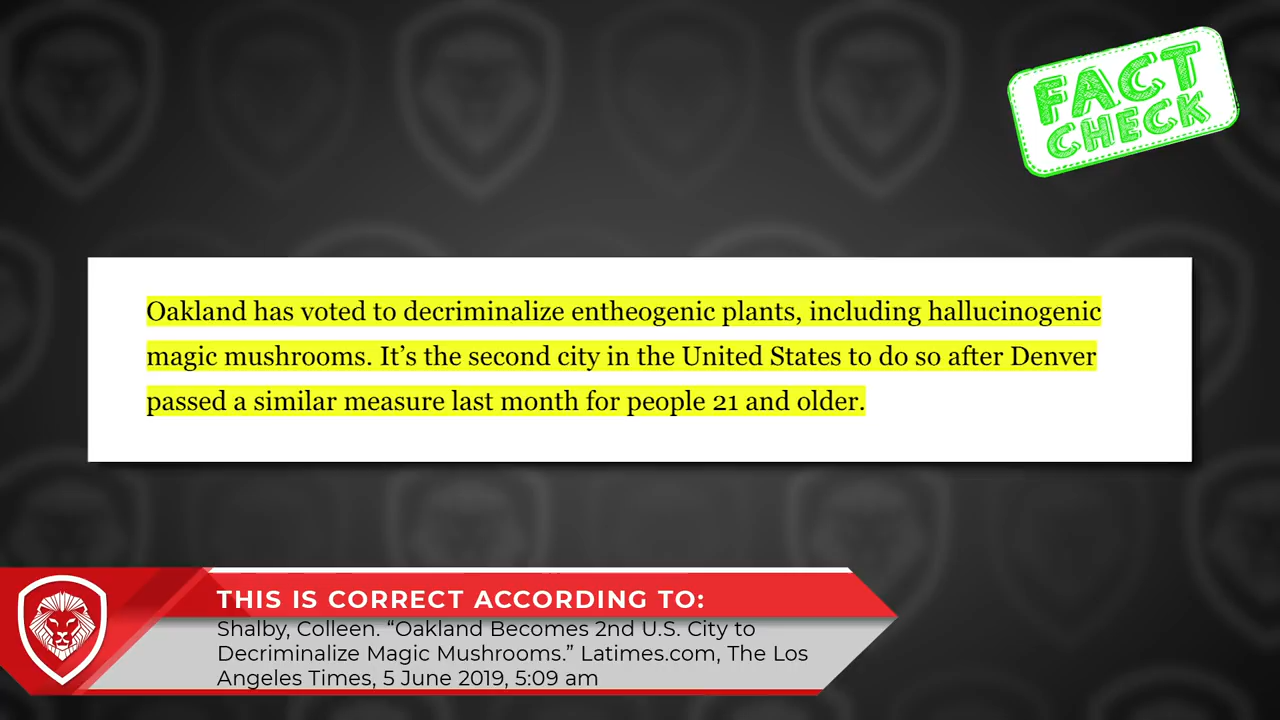 FACT
CHECK
Oakland has voted to decriminalize entheogenic plants, including hallucinogenic
magic mushrooms. It’s the second city in the United States to do so after Denver
passed a similar measure last month for people 21 and older.
THIS IS CORRECT ACCORDING TO:
Shalby, Colleen. “Oakland Becomes 2nd U.S. City to
Decriminalize Magic Mushrooms.” Latimes.com, The Los
Angeles Times, 5 June 2019, 5:09 am